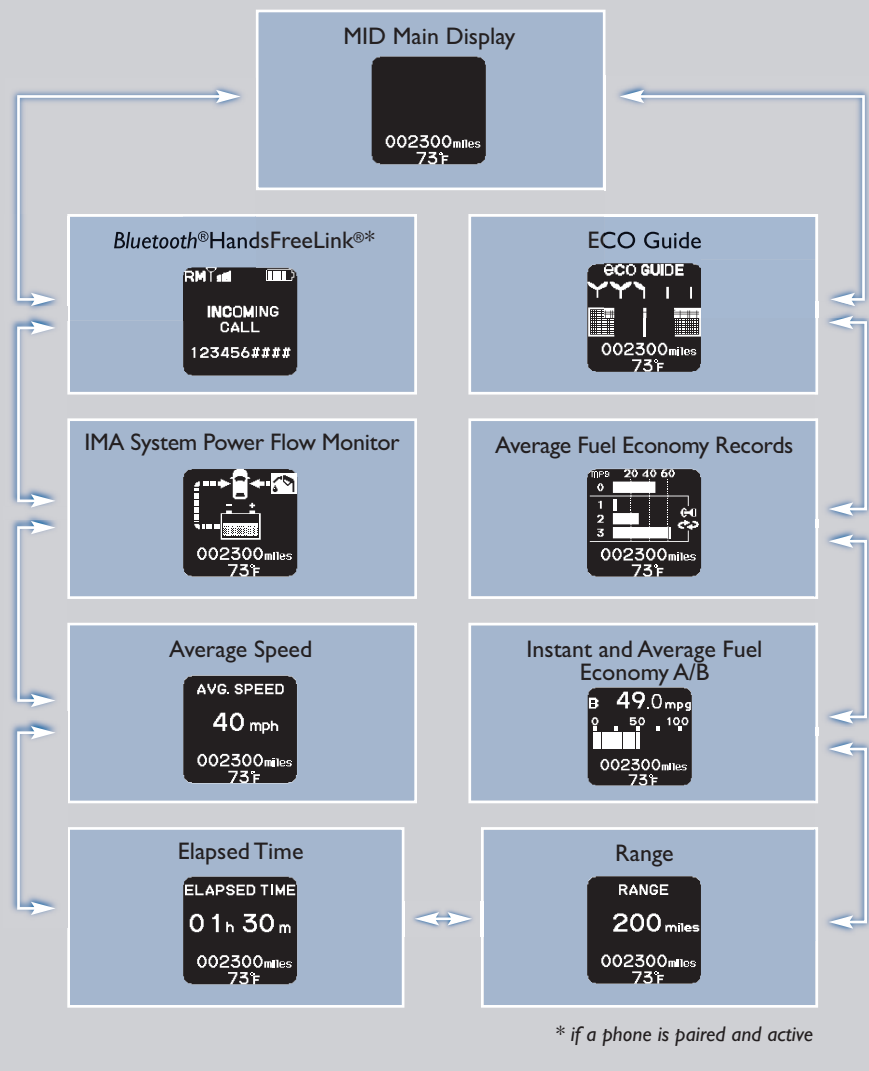 MID Main Display
002300miles
73°F
Bluetooth®HandsFreeLink®*
RM
INCOMING
CALL
123456####
ECO Guide
eCO GUIDE
002300miles
73°F
IMA System Power Flow Monitor
- +
002300miles
73°F
Average Fuel Economy Records
mpg 20 40 60
0
1
2
3
002300miles
73°F
Average Speed
AVG. SPEED
40 mph
002300miles
73°F
Instant and Average Fuel
Economy A/B
B 49.0 mpg
0 50 100
002300miles
73°F
Elapsed Time
ELAPSED TIME
01h 30m
002300miles
73°F
Range
RANGE
200 miles
002300miles
73°F
* if a phone is paired and active